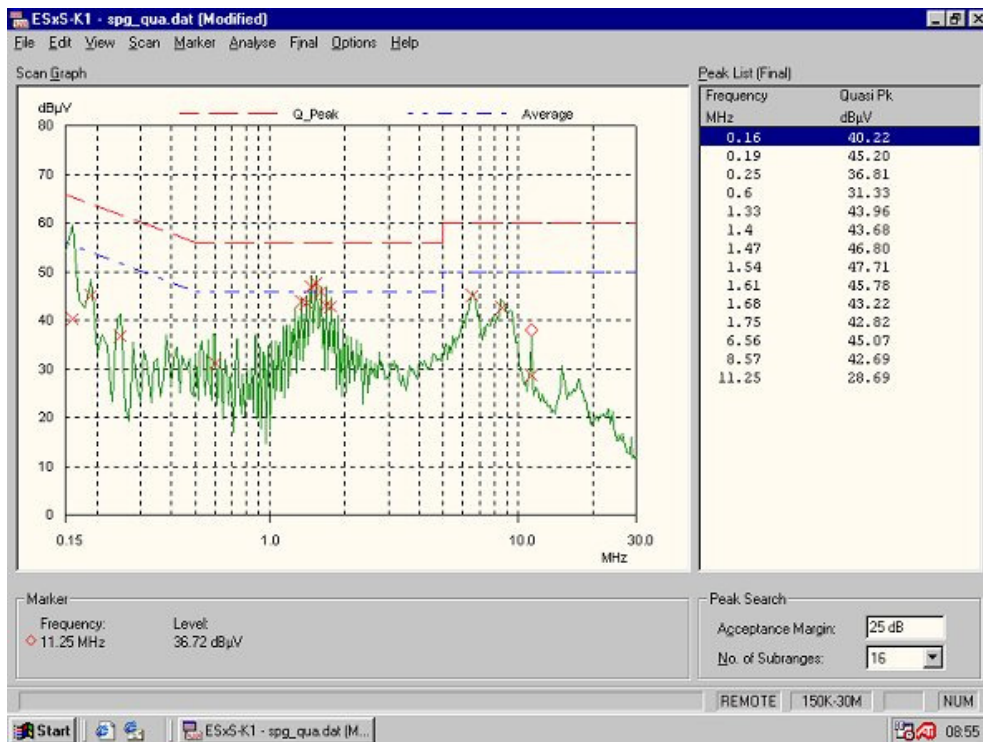 ESxS-K1 - spg_qua.dat (Modified)
File Edit View Scan Marker Analyse Final Options Help
Scan Graph
dBµV
Q_Peak
Average
80
70
60
50
40
30
20
10
0
0.15
1.0
10.0
30.0
MHz
Peak List (Final)
Frequency Quasi Pk
MHz dBµV
0.16 40.22
0.19 45.20
0.25 36.81
0.6 31.33
1.33 43.96
1.4 43.68
1.47 46.80
1.54 47.71
1.61 45.78
1.68 43.22
1.75 42.82
6.56 45.07
8.57 42.69
11.25 28.69
Marker
Frequency: Level:
11.25 MHz 36.72 dBµV
Peak Search
Acceptance Margin: 25 dB
No. of Subranges: 16
REMOTE 150K-30M NUM
Start ESxS-K1 - spg_qua.dat (M... 08:55